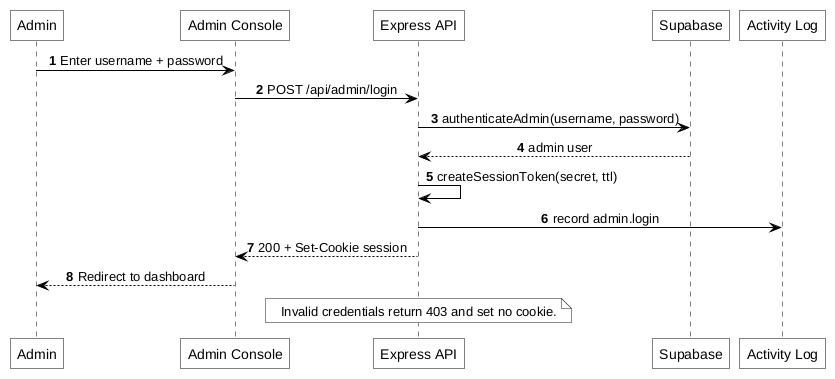 Admin Admin Console Express API Supabase Activity Log
1 Enter username + password
2 POST /api/admin/login
3 authenticateAdmin(username, password)
4 admin user
5 createSessionToken(secret, ttl)
6 record admin.login
7 200 + Set-Cookie session
8 Redirect to dashboard
Invalid credentials return 403 and set no cookie.
Admin Admin Console Express API Supabase Activity Log